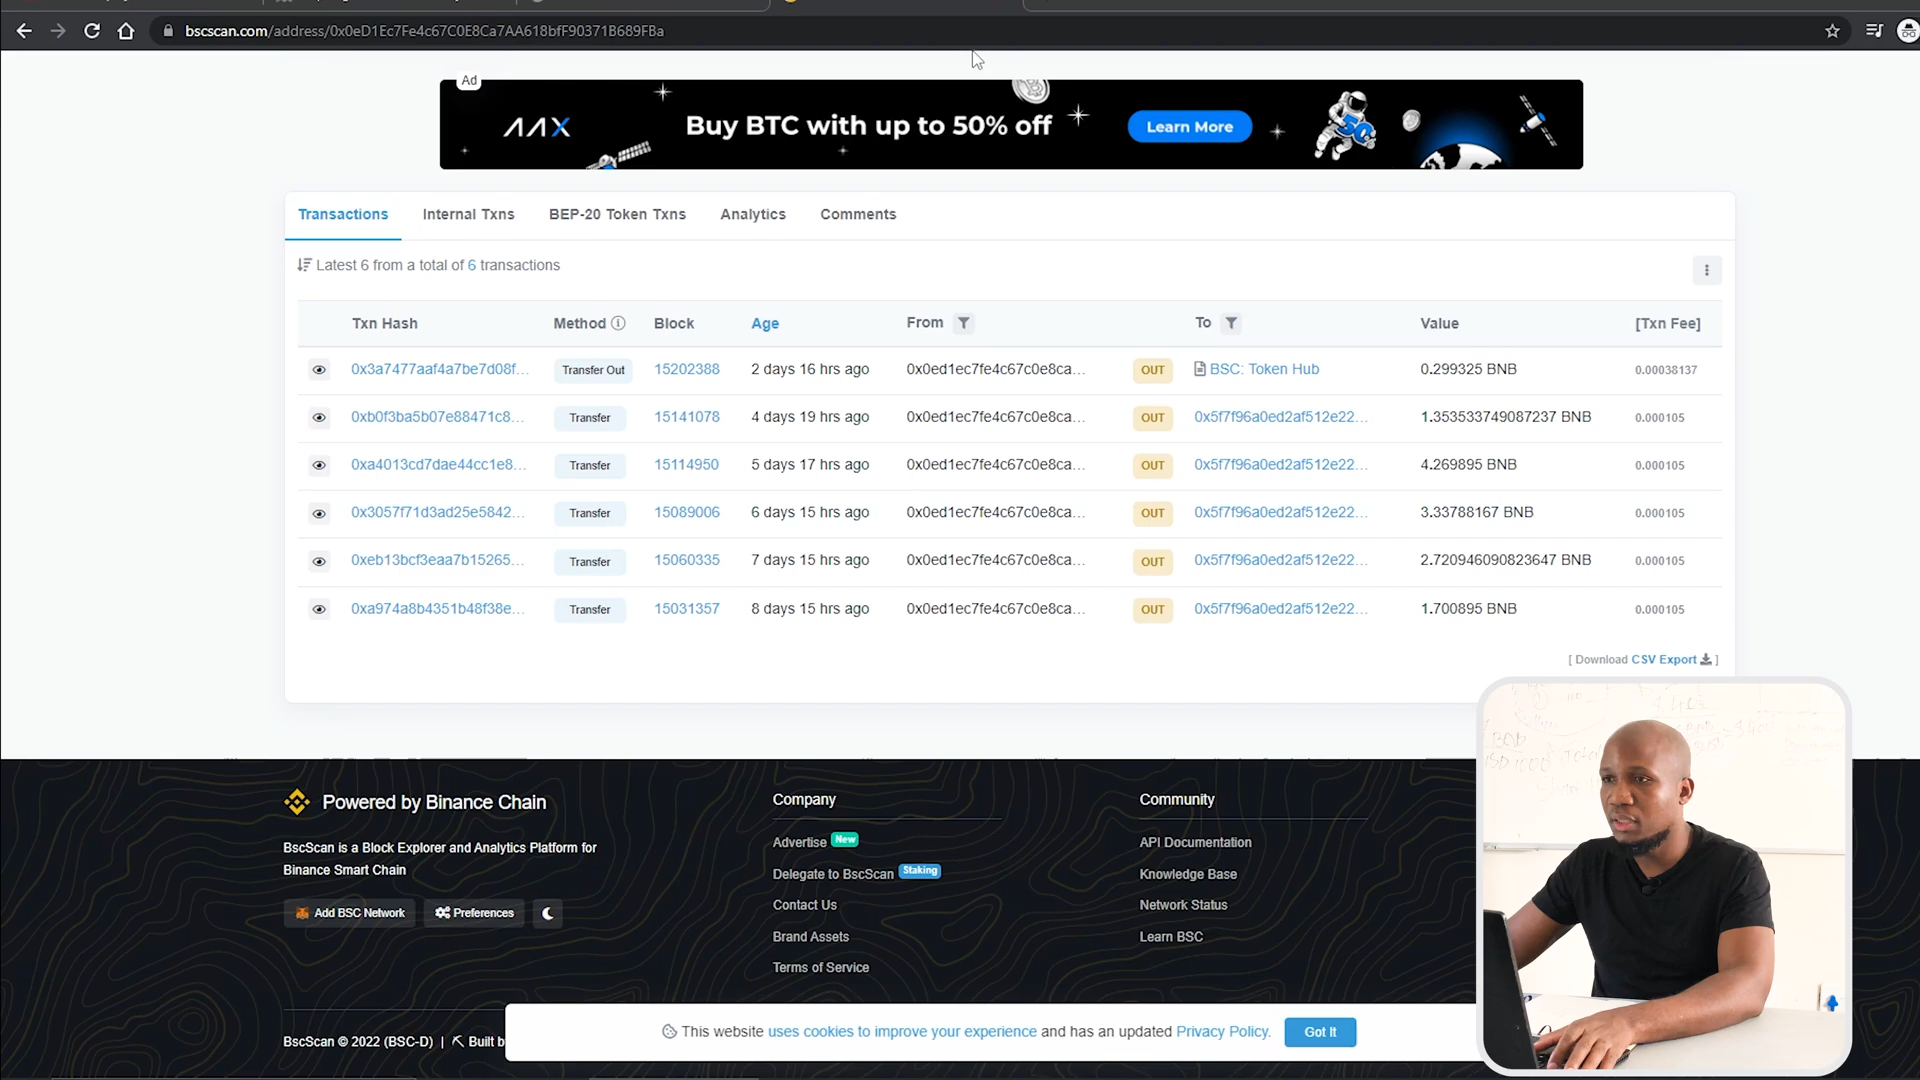 bscscan.com/address/0x0eD1Ec7Fe4c67C0E8Ca7AA618bfF90371B689FBa
Ad
AAX
Buy BTC with up to 50% off
Learn More
50%
Transactions Internal Txns BEP-20 Token Txns Analytics Comments
Latest 6 from a total of 6 transactions
Txn Hash Method Block Age From To Value [Txn Fee]
0x3a7477aaf4a7be7d08f... Transfer Out 15202388 2 days 16 hrs ago 0x0ed1ec7fe4c67c0e8ca... OUT BSC: Token Hub 0.299325 BNB 0.00038137
0xb0f3ba5b07e88471c8... Transfer 15141078 4 days 19 hrs ago 0x0ed1ec7fe4c67c0e8ca... OUT 0x5f7f96a0ed2af512e22... 1.353533749087237 BNB 0.000105
0xa4013cd7dae44cc1e8... Transfer 15114950 5 days 17 hrs ago 0x0ed1ec7fe4c67c0e8ca... OUT 0x5f7f96a0ed2af512e22... 4.269895 BNB 0.000105
0x3057f71d3ad25e5842... Transfer 15089006 6 days 15 hrs ago 0x0ed1ec7fe4c67c0e8ca... OUT 0x5f7f96a0ed2af512e22... 3.33788167 BNB 0.000105
0xeb13bcf3eaa7b15265... Transfer 15060335 7 days 15 hrs ago 0x0ed1ec7fe4c67c0e8ca... OUT 0x5f7f96a0ed2af512e22... 2.720946090823647 BNB 0.000105
0xa974a8b4351b48f38e... Transfer 15031357 8 days 15 hrs ago 0x0ed1ec7fe4c67c0e8ca... OUT 0x5f7f96a0ed2af512e22... 1.700895 BNB 0.000105
[ Download CSV Export ]
Powered by Binance Chain
BscScan is a Block Explorer and Analytics Platform for
Binance Smart Chain
Add BSC Network Preferences
Company
Advertise New
Delegate to BscScan Staking
Contact Us
Brand Assets
Terms of Service
Community
API Documentation
Knowledge Base
Network Status
Learn BSC
BscScan © 2022 (BSC-D) | Built b
This website uses cookies to improve your experience and has an updated Privacy Policy. Got It
BND